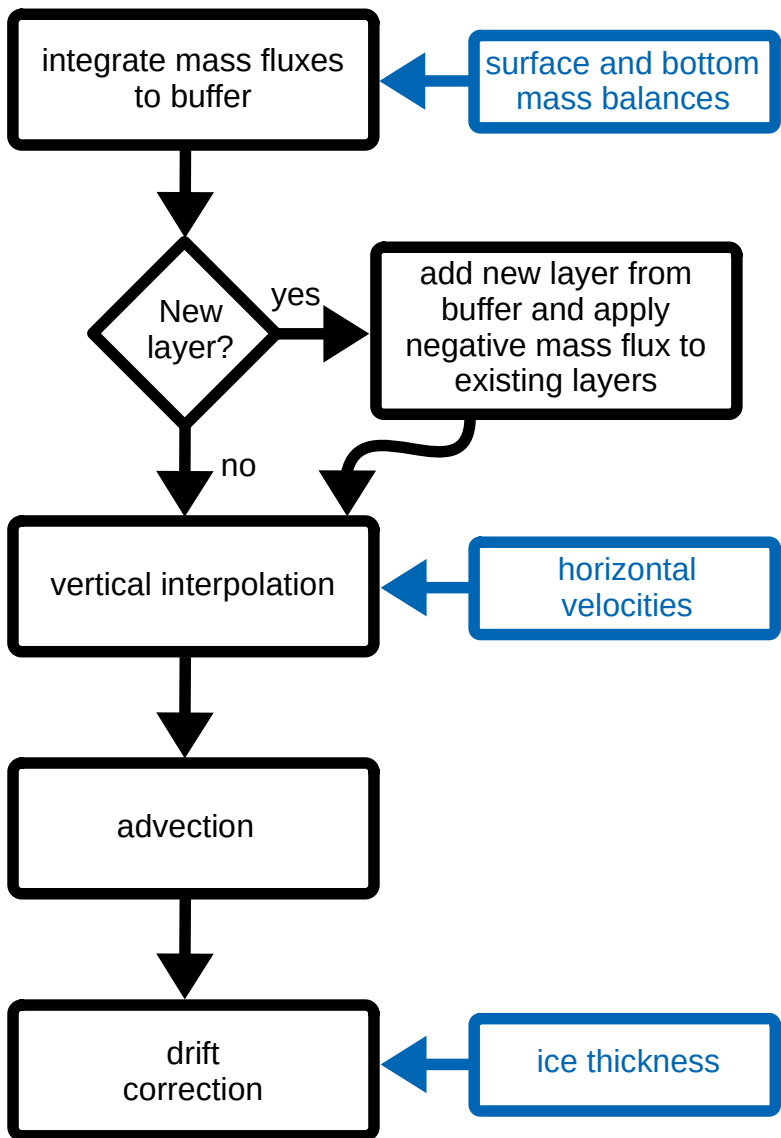 integrate mass fluxes
to buffer
surface and bottom
mass balances
New
layer?
yes
add new layer from
buffer and apply
negative mass flux to
existing layers
no
vertical interpolation
horizontal
velocities
advection
drift
correction
ice thickness